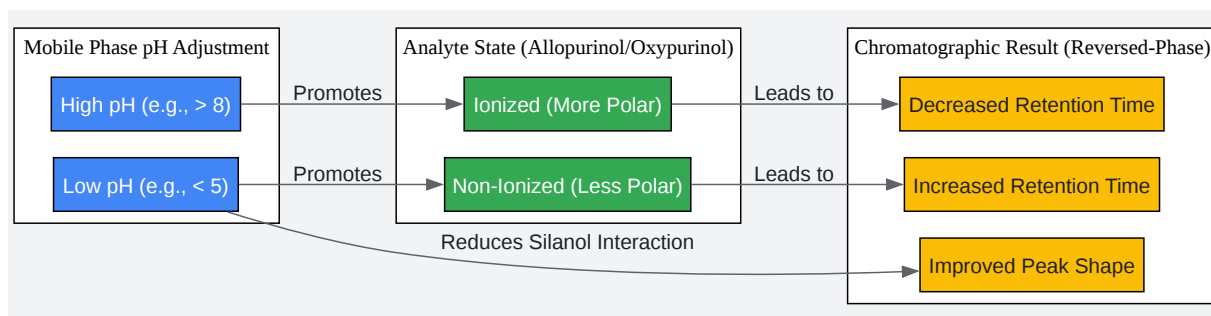 Mobile Phase pH Adjustment
Analyte State (Allopurinol/Oxypurinol)
Chromatographic Result (Reversed-Phase)
High pH (e.g., > 8)
Promotes
Ionized (More Polar)
Leads to
Decreased Retention Time
Low pH (e.g., < 5)
Promotes
Non-Ionized (Less Polar)
Leads to
Increased Retention Time
Reduces Silanol Interaction
Improved Peak Shape